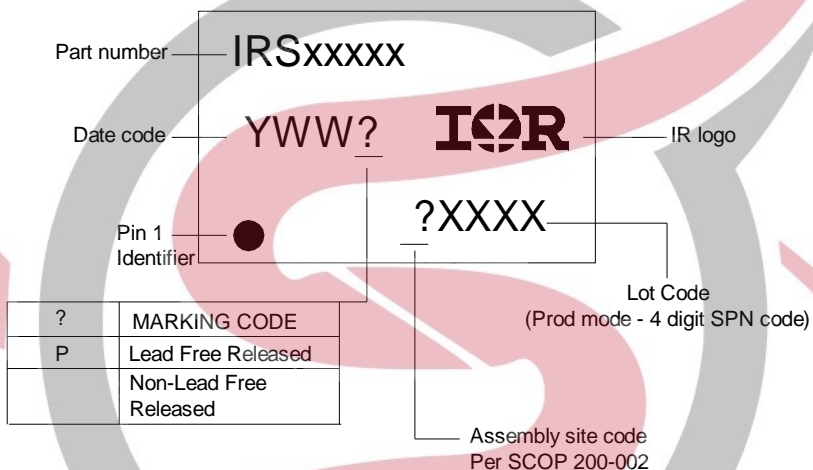 Part number
IRSxxxxx
Date code
YWW?
IOR
IR logo
Pin 1
Identifier
?XXXX
Lot Code
(Prod mode - 4 digit SPN code)
? MARKING CODE
P Lead Free Released
Non-Lead Free
Released
Assembly site code
Per SCOP 200-002